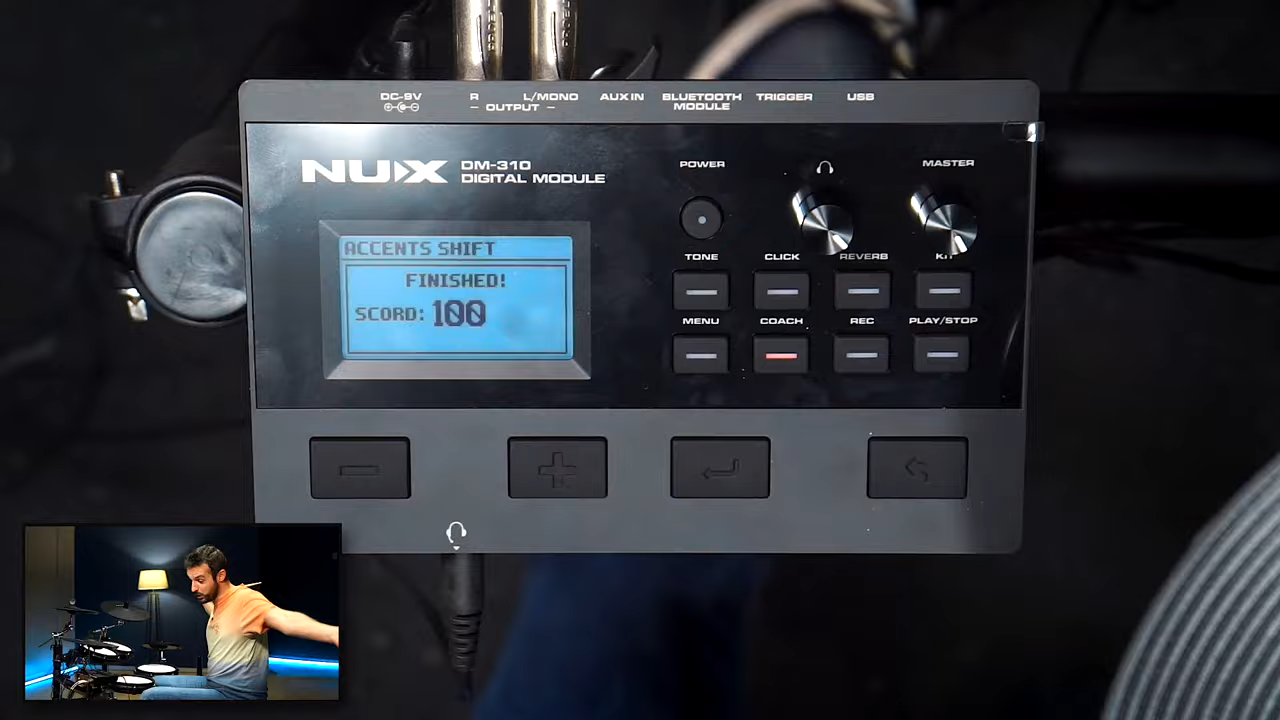 DC-9V
R
L/MONO
- OUTPUT -
AUX IN
BLUETOOTH
MODULE
TRIGGER
USB
NUX
DM-310
DIGITAL MODULE
POWER
MASTER
ACCENTS SHIFT
FINISHED!
SCORD: 100
TONE
CLICK
REVERB
KIT
MENU
COACH
REC
PLAY/STOP